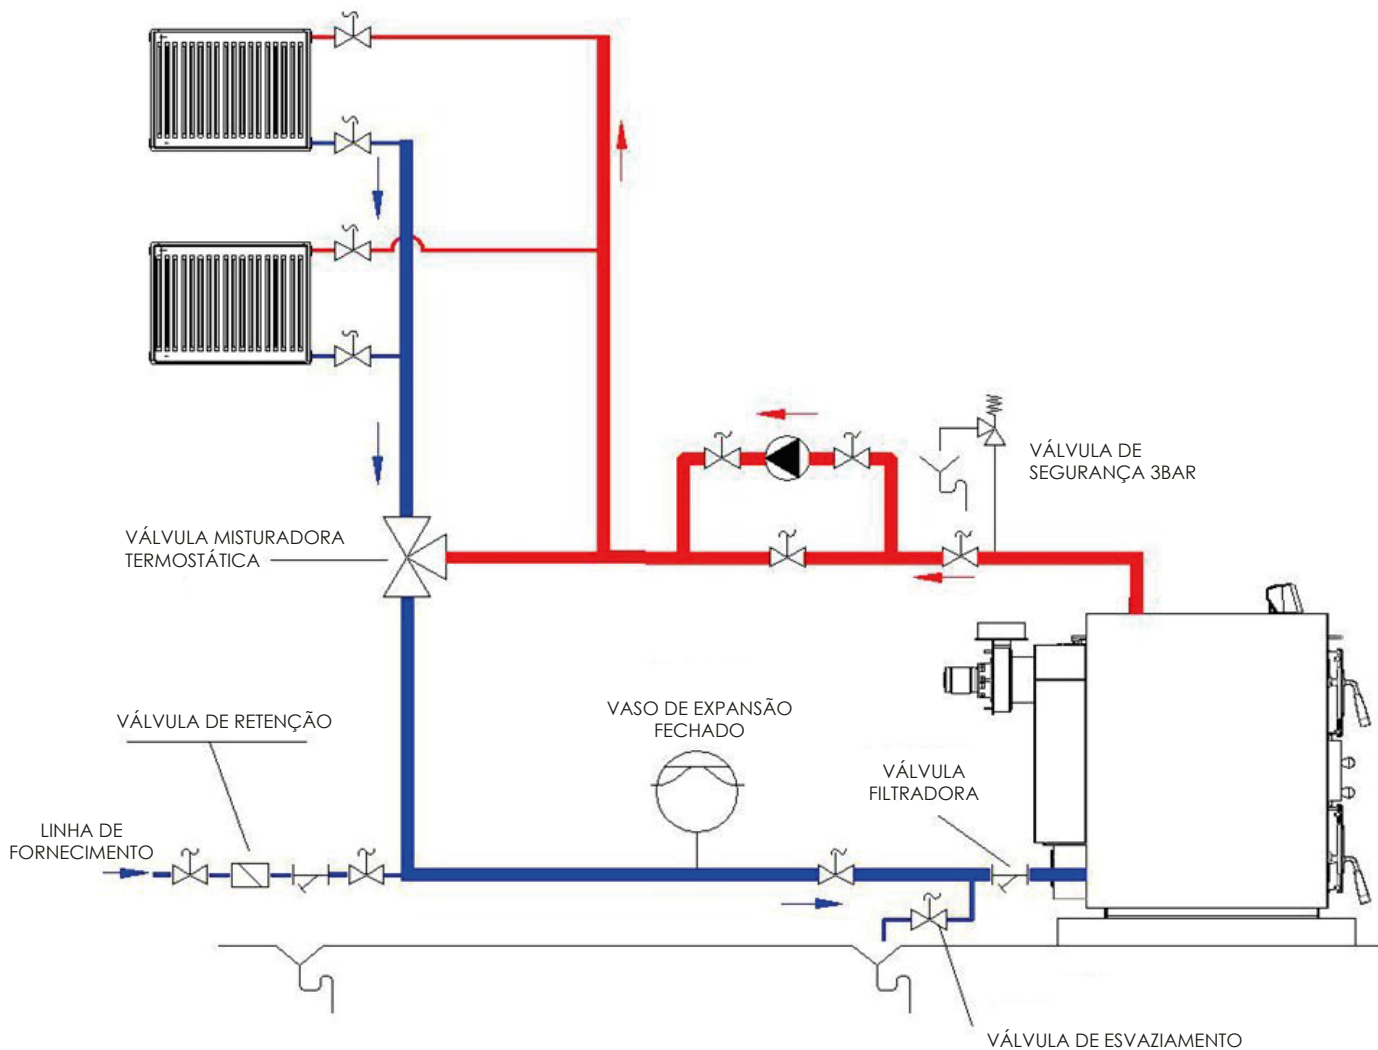 VÁLVULA DE
SEGURANÇA 3BAR
VÁLVULA MISTURADORA
TERMOSTÁTICA
VÁLVULA DE RETENÇÃO
VASO DE EXPANSÃO
FECHADO
VÁLVULA
FILTRADORA
LINHA DE
FORNECIMENTO
VÁLVULA DE ESVAZIAMENTO